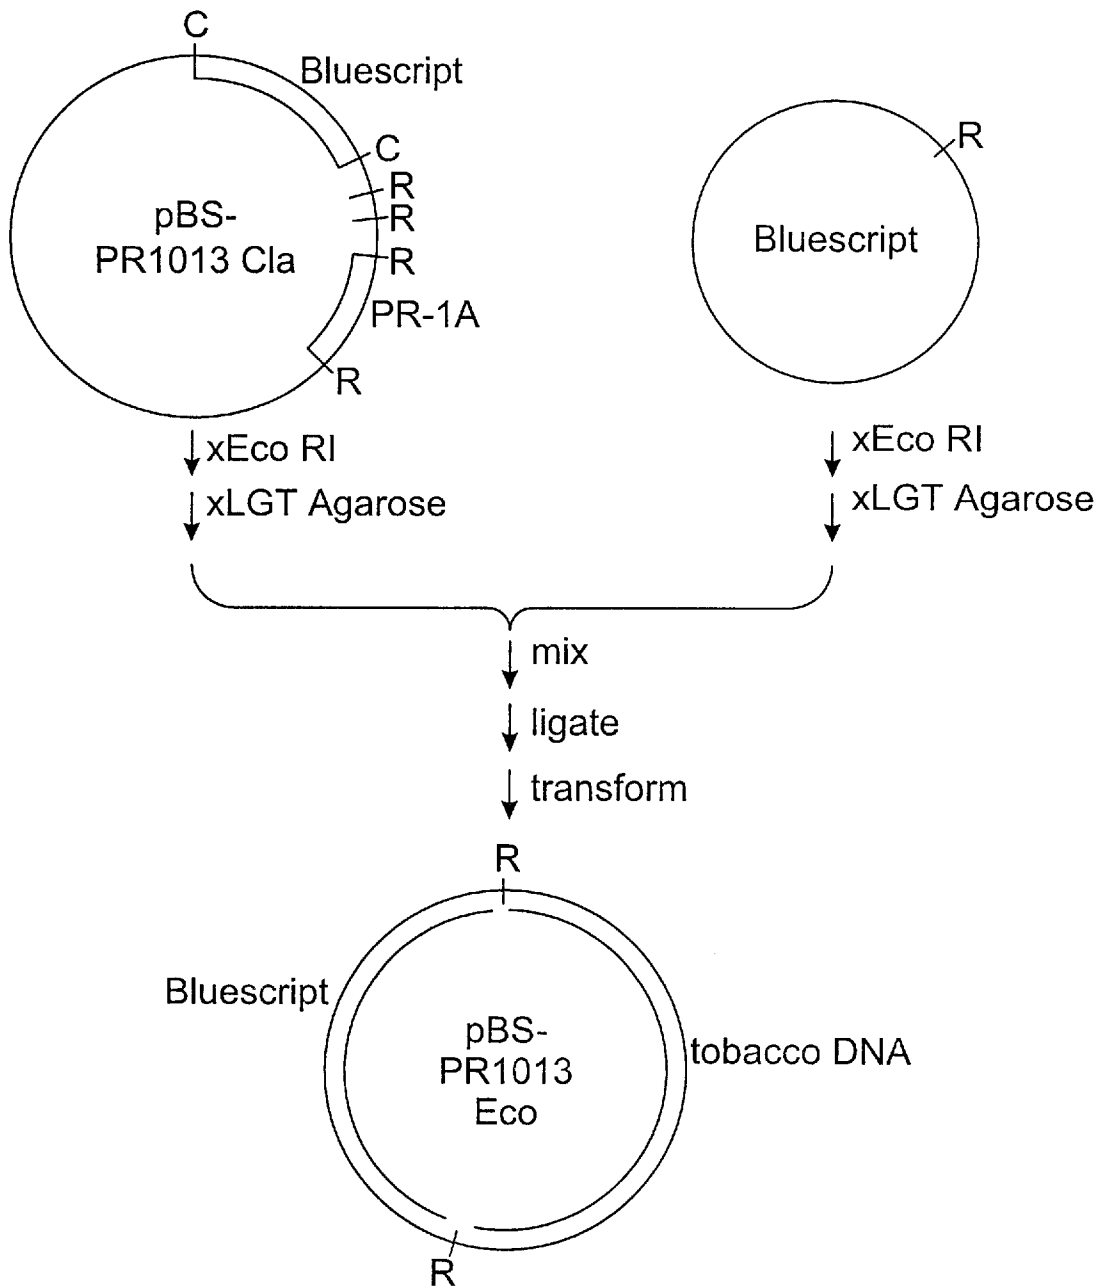 C
Bluescript
C
R
R
R
pBS-
PR1013 Cla
PR-1A
R
R
Bluescript
xEco RI
xLGT Agarose
xEco RI
xLGT Agarose
mix
ligate
transform
R
Bluescript
pBS-
PR1013
Eco
tobacco DNA
R